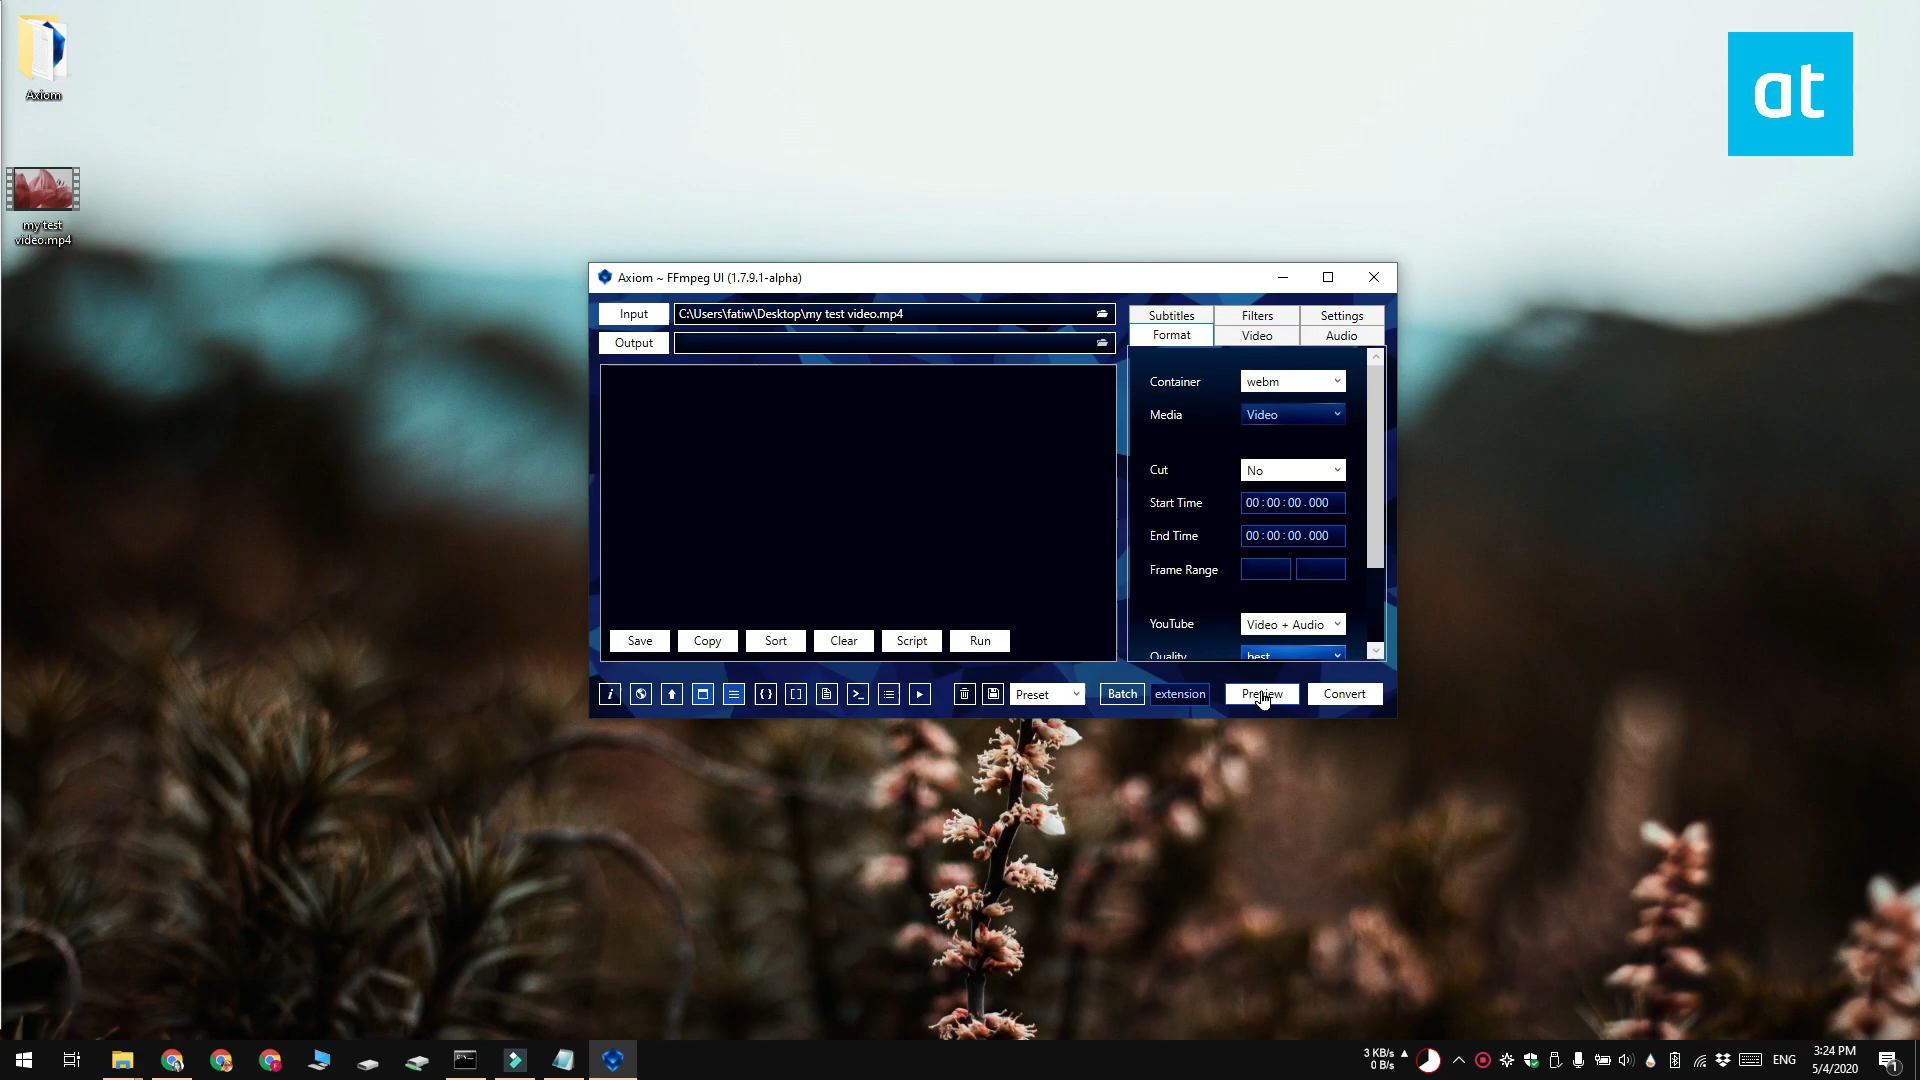 Axiom
my test
video.mp4
at
Axiom ~ FFmpeg UI (1.7.9.1-alpha)
Input
C:\Users\fatiw\Desktop\my test video.mp4
Output
Subtitles
Filters
Settings
Format
Video
Audio
Container
webm
Media
Video
Cut
No
Start Time
00:00:00.000
End Time
00:00:00.000
Frame Range
YouTube
Video + Audio
Quality
best
Save
Copy
Sort
Clear
Script
Run
Preset
Batch
extension
Preview
Convert
3 KB/s
0 B/s
ENG
3:24 PM
5/4/2020
1